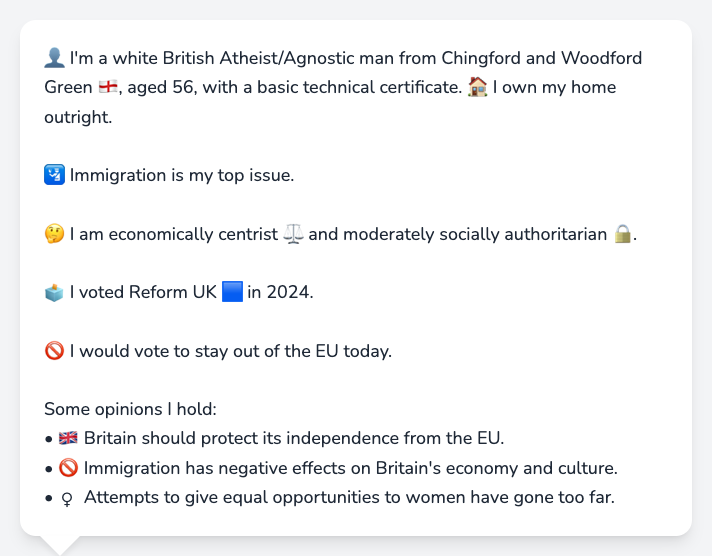 👤 I'm a white British Atheist/Agnostic man from Chingford and Woodford
Green 🏴󠁧󠁢󠁥󠁮󠁧󠁿, aged 56, with a basic technical certificate. 🏠 I own my home
outright.
🛂 Immigration is my top issue.
🤔 I am economically centrist ⚖️ and moderately socially authoritarian 🔒.
🗳️ I voted Reform UK 🟦 in 2024.
🚫 I would vote to stay out of the EU today.
Some opinions I hold:
• 🇬🇧 Britain should protect its independence from the EU.
• 🚫 Immigration has negative effects on Britain's economy and culture.
• ♀ Attempts to give equal opportunities to women have gone too far.